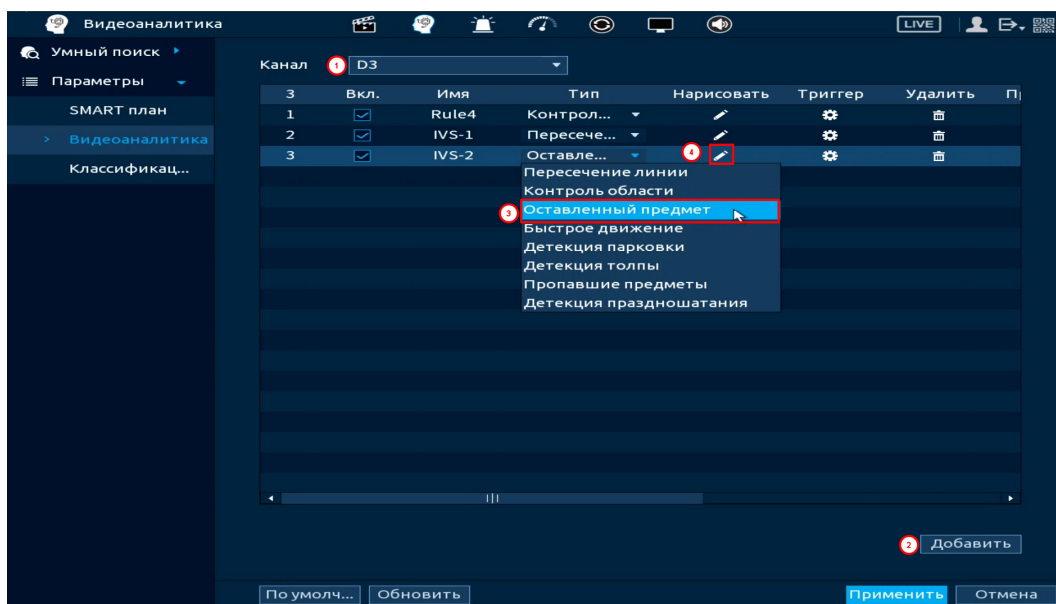 Видеоаналитика
LIVE
Умный поиск
Параметры
SMART план
Видеоаналитика
Классификац...
Канал 1 D3
3 Вкл. Имя Тип Нарисовать Триггер Удалить
1 Rule4 Контрол...
2 IVS-1 Пересече...
3 IVS-2 Оставле... 4
Пересечение линии
Контроль области
3 Оставленный предмет
Быстрое движение
Детекция парковки
Детекция толпы
Пропавшие предметы
Детекция праздношатания
2 Добавить
По умолч... Обновить Применить Отмена